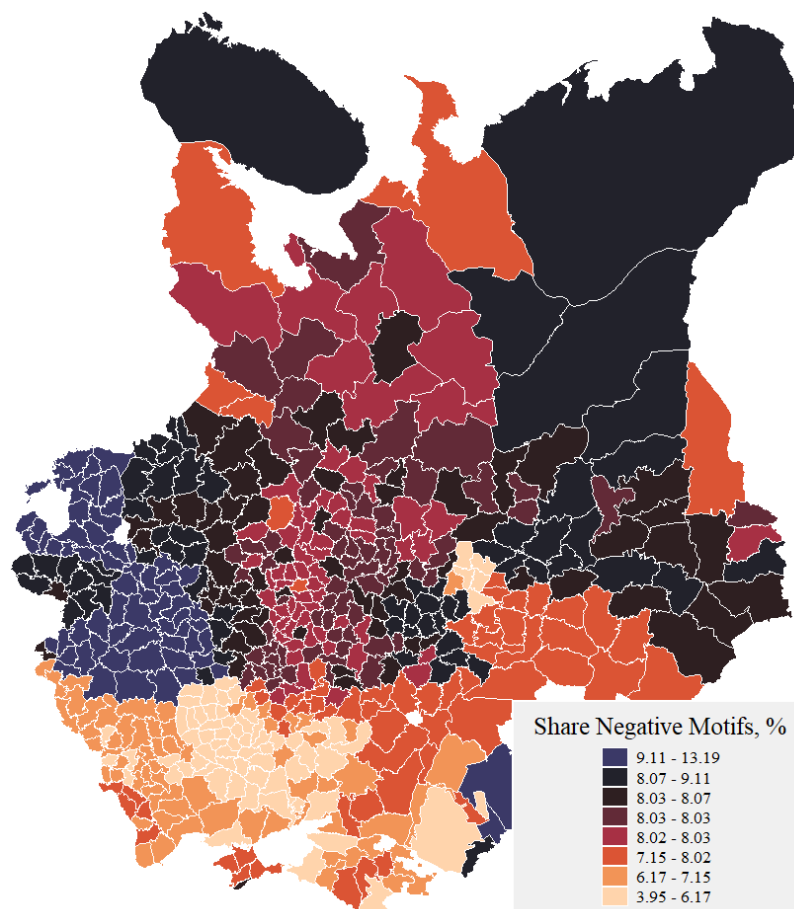 Share Negative Motifs, %
9.11 - 13.19
8.07 - 9.11
8.03 - 8.07
8.03 - 8.03
8.02 - 8.03
7.15 - 8.02
6.17 - 7.15
3.95 - 6.17